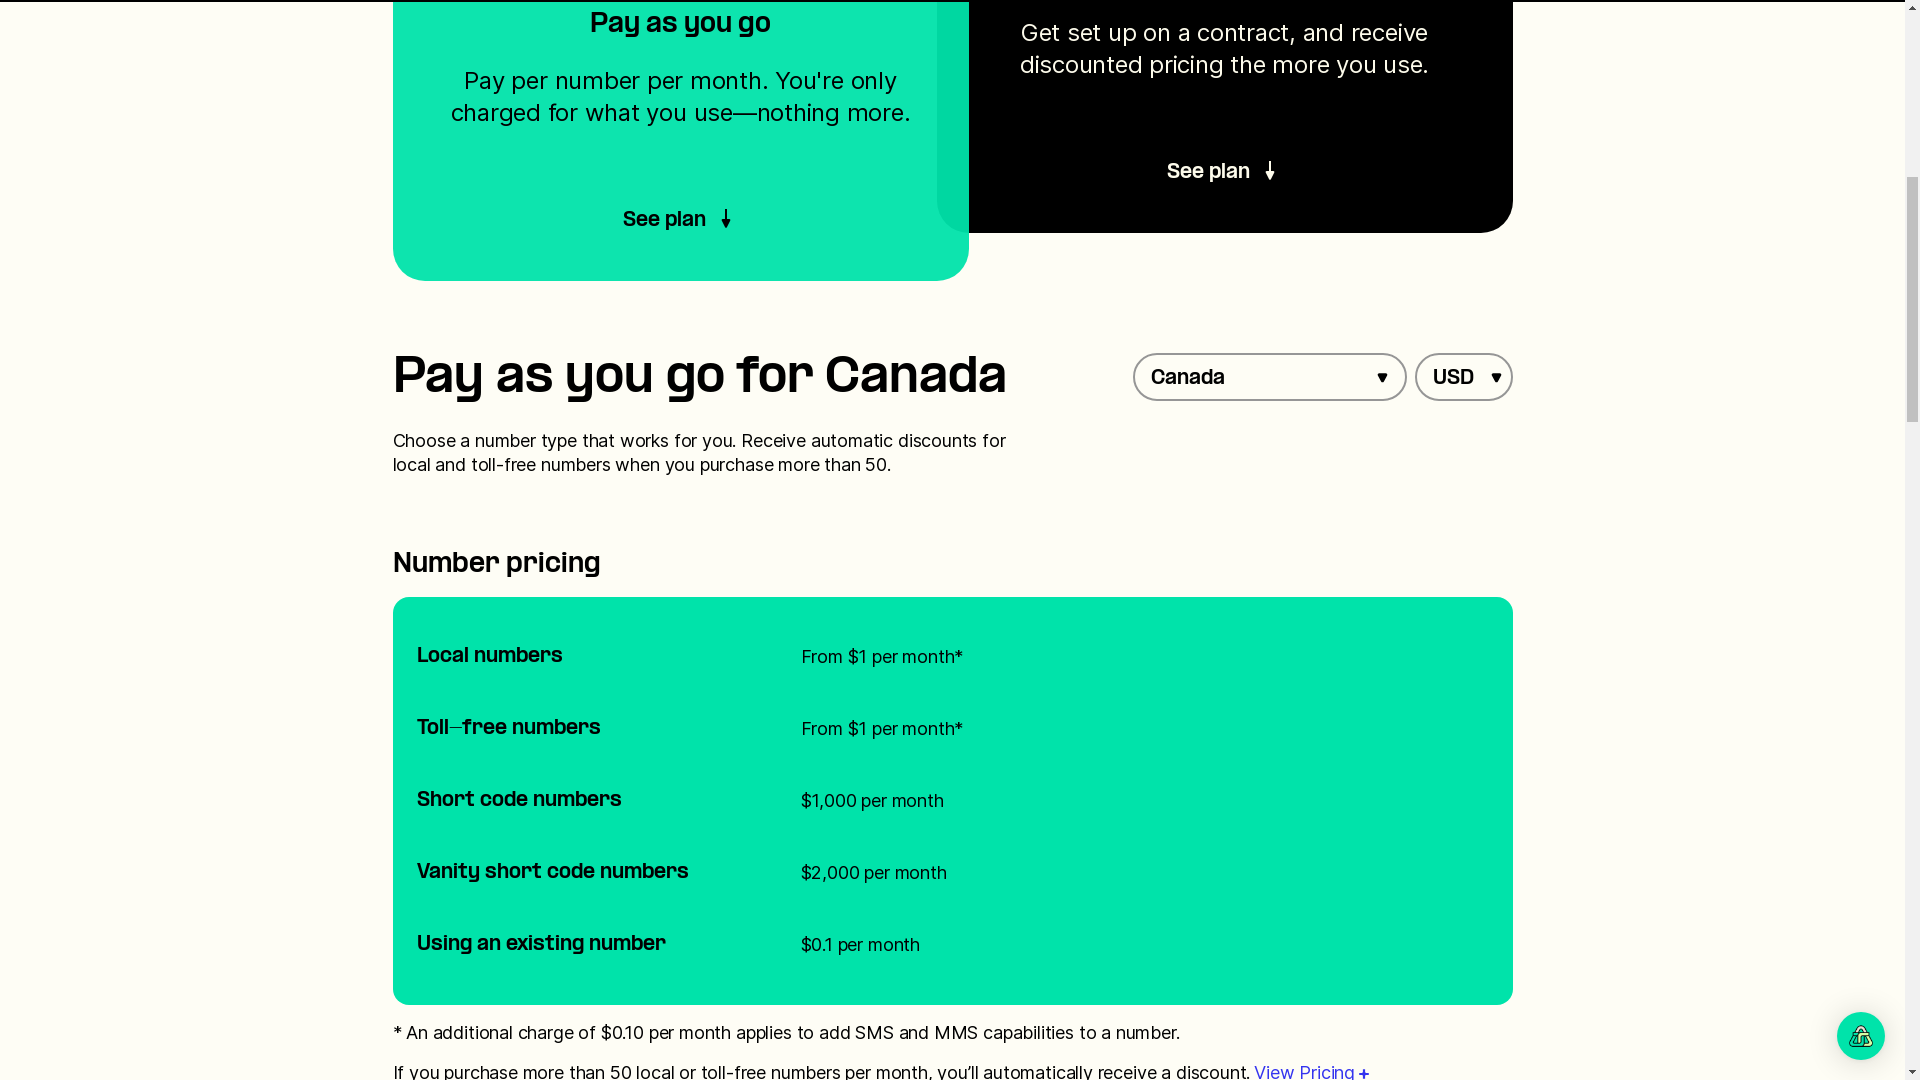 Pay as you go
Pay per number per month. You're only
charged for what you use—nothing more.
See plan
Get set up on a contract, and receive
discounted pricing the more you use.
See plan
Pay as you go for Canada
Canada
USD
Choose a number type that works for you. Receive automatic discounts for
local and toll-free numbers when you purchase more than 50.
Number pricing
Local numbers
From $1 per month*
Toll-free numbers
From $1 per month*
Short code numbers
$1,000 per month
Vanity short code numbers
$2,000 per month
Using an existing number
$0.1 per month
* An additional charge of $0.10 per month applies to add SMS and MMS capabilities to a number.
If you purchase more than 50 local or toll-free numbers per month, you’ll automatically receive a discount. View Pricing +